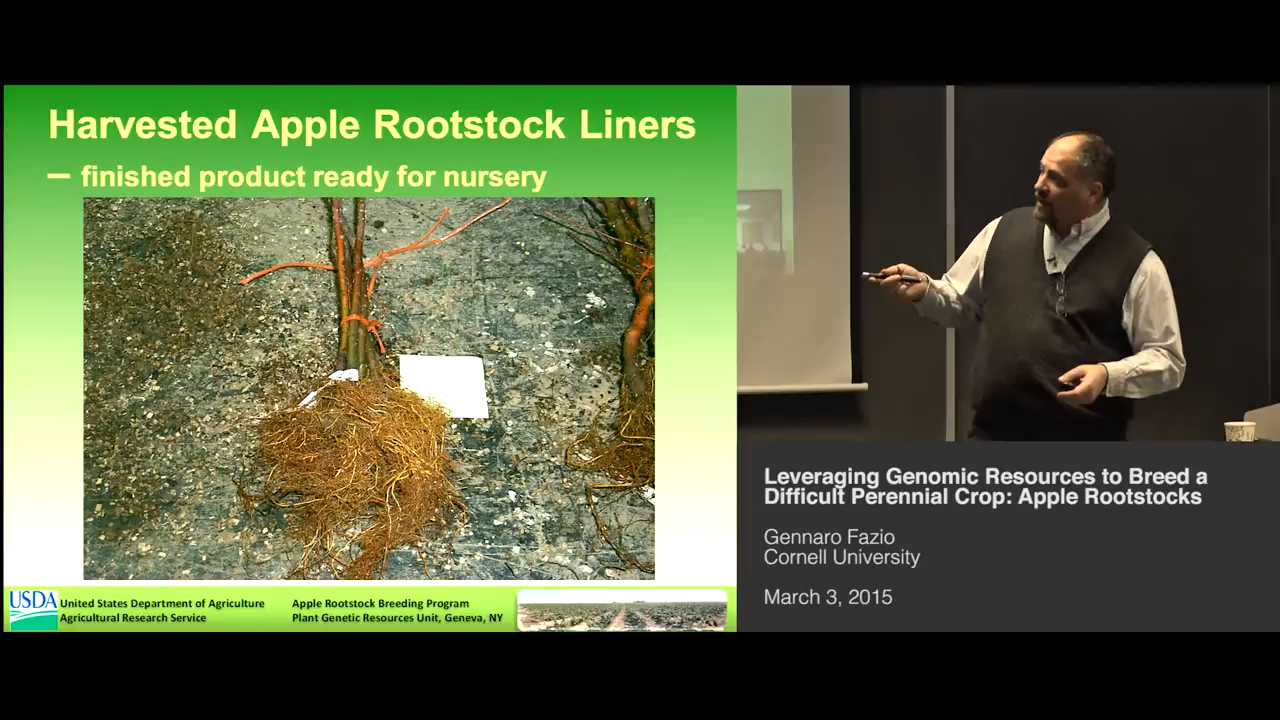 Harvested Apple Rootstock Liners
– finished product ready for nursery
USDA
United States Department of Agriculture
Agricultural Research Service
Apple Rootstock Breeding Program
Plant Genetic Resources Unit, Geneva, NY
Leveraging Genomic Resources to Breed a
Difficult Perennial Crop: Apple Rootstocks
Gennaro Fazio
Cornell University
March 3, 2015